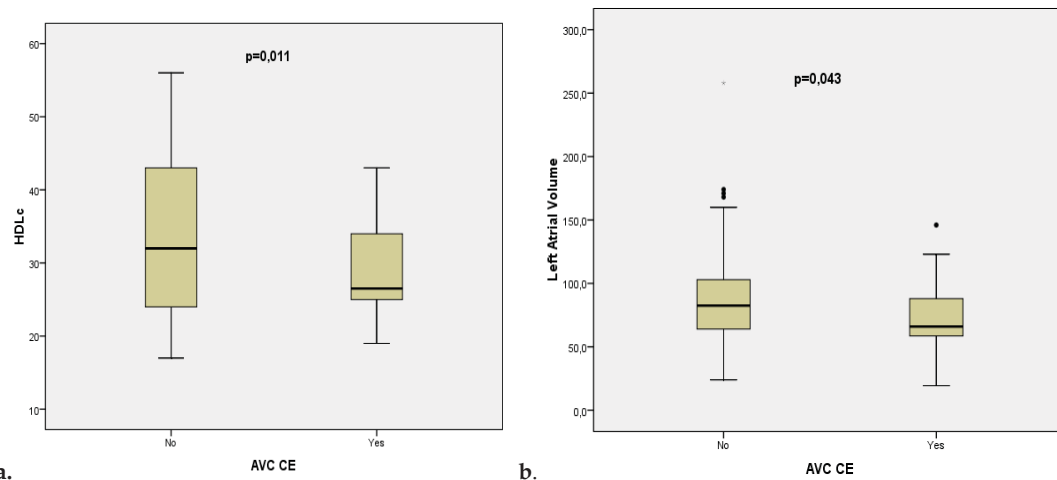 60
50
40
30
20
10
HDLc
p=0,011
No
Yes
AVC CE
a.
300,0
250,0
200,0
150,0
100,0
50,0
0,0
Left Atrial Volume
p=0,043
No
Yes
AVC CE
b.